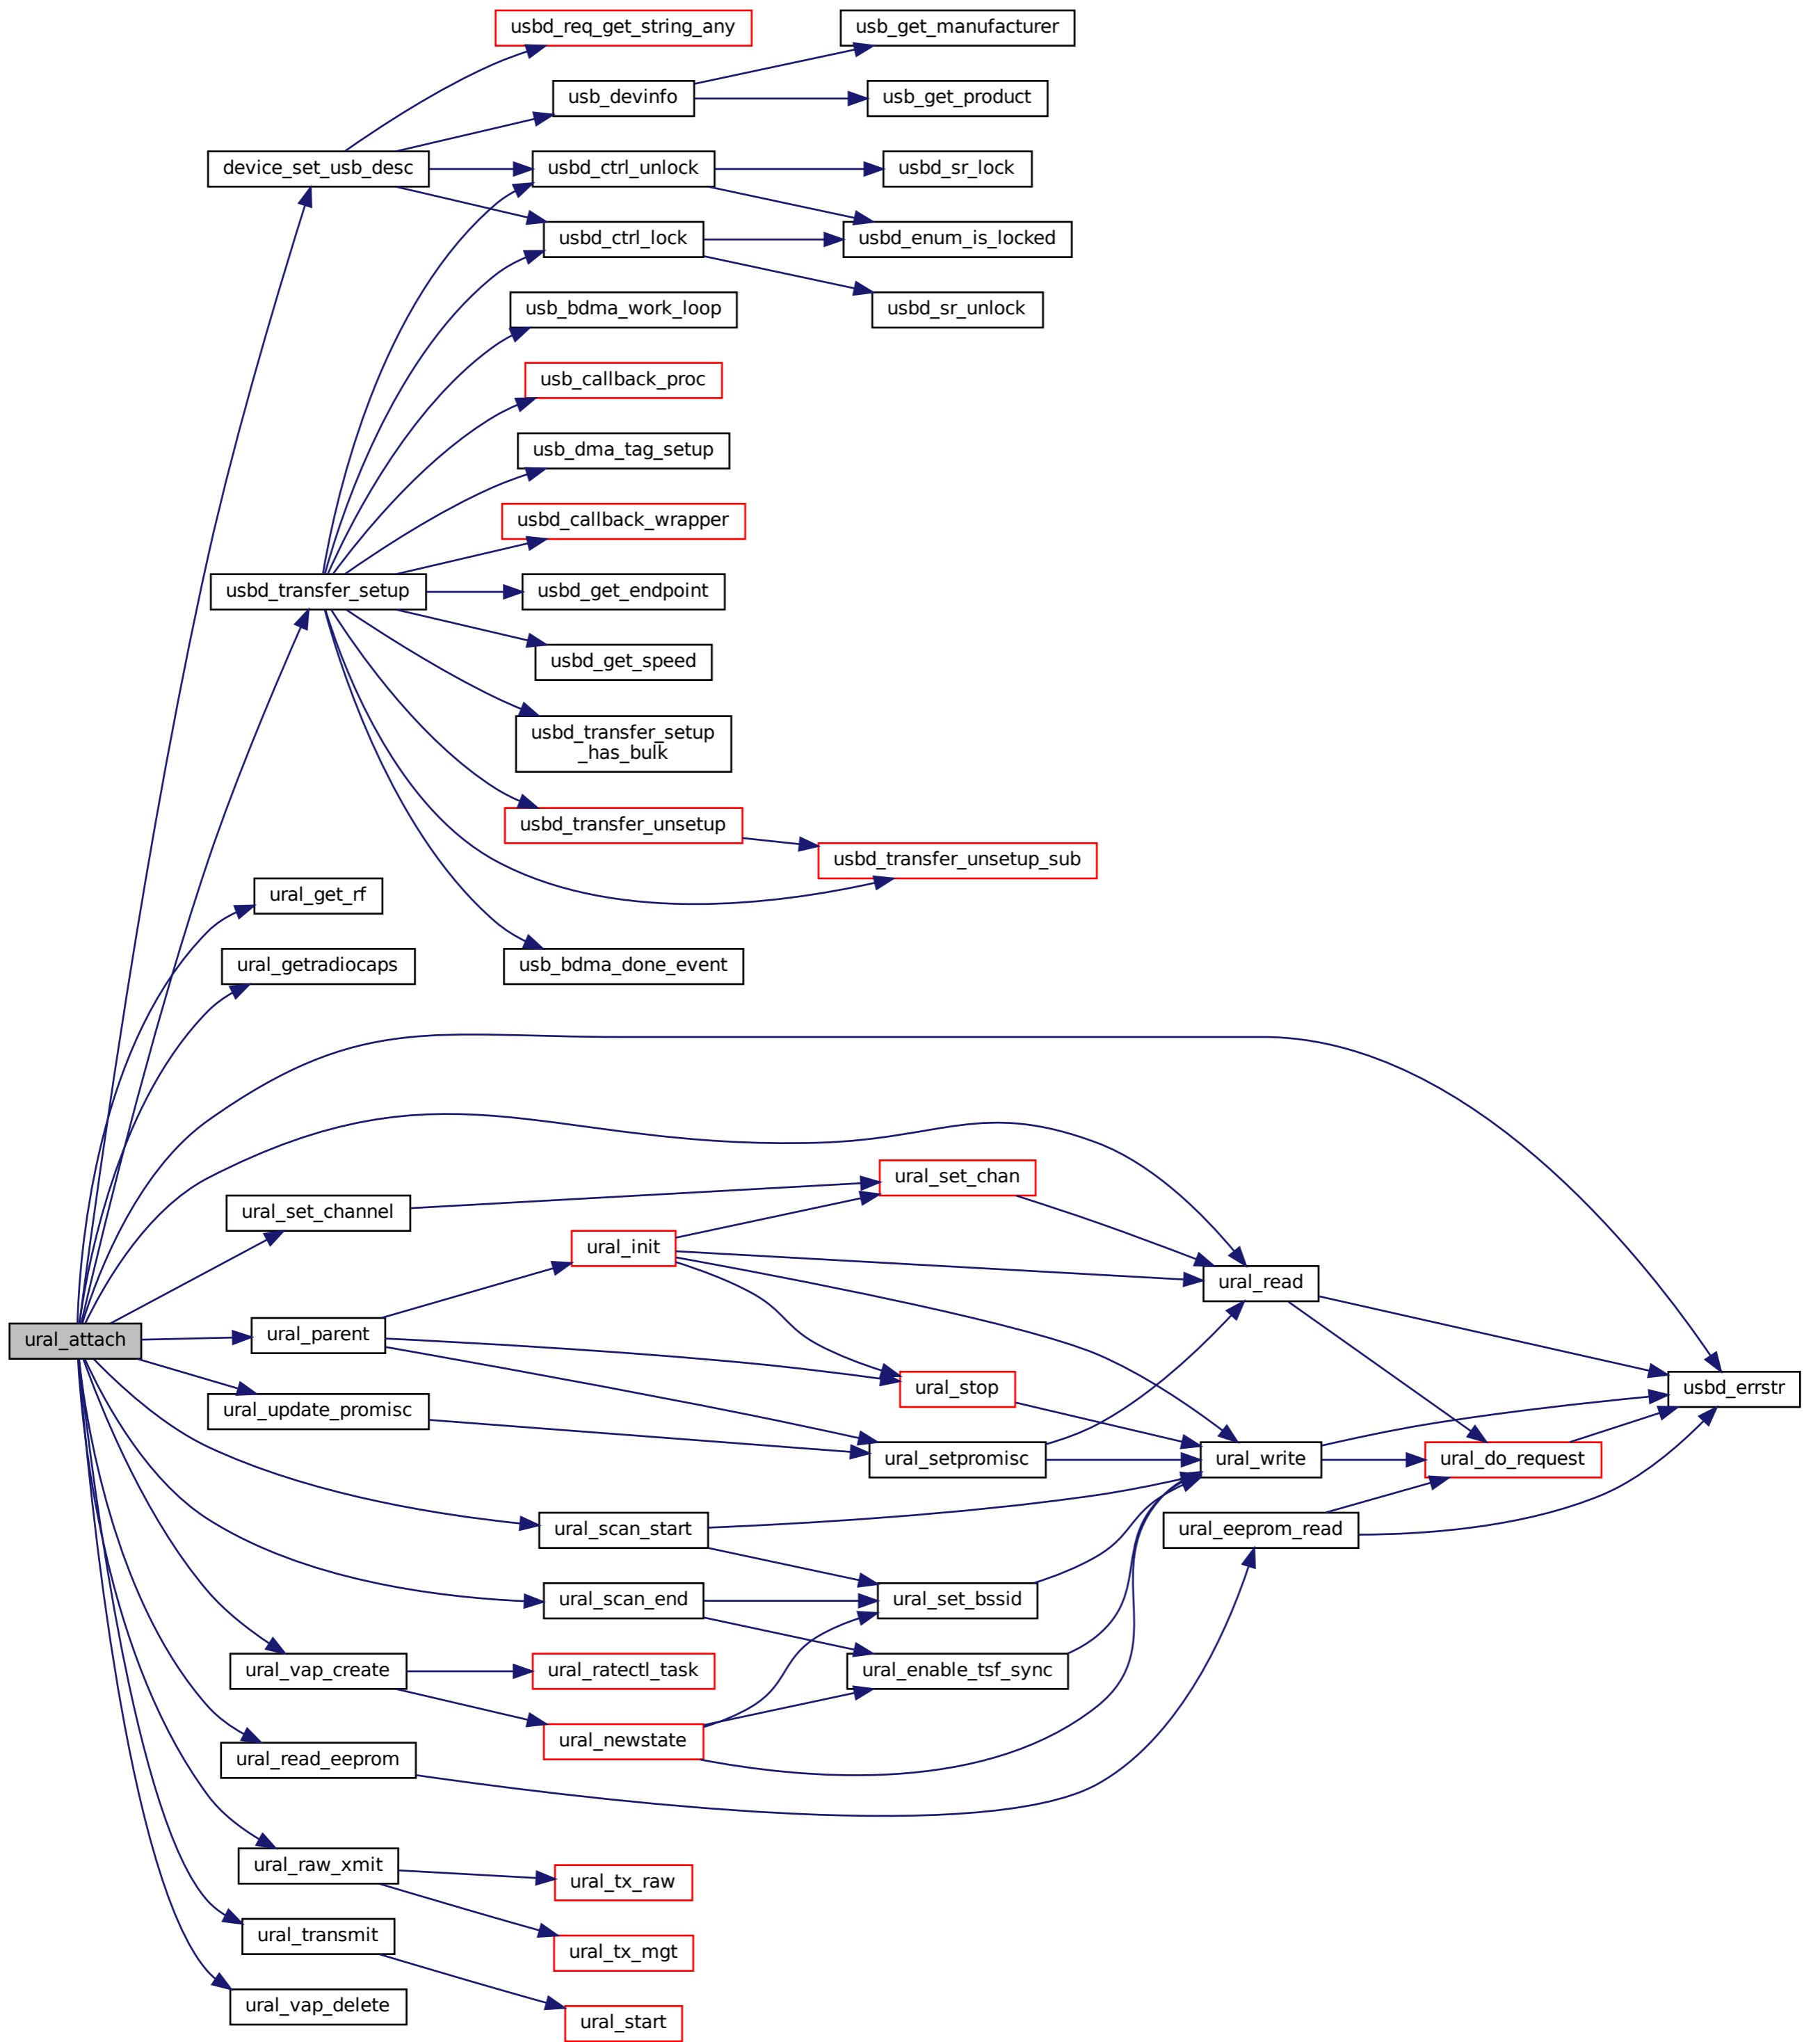 usbd_req_get_string_any
usb_get_manufacturer
usb_devinfo
usb_get_product
device_set_usb_desc
usbd_ctrl_unlock
usbd_sr_lock
usbd_ctrl_lock
usbd_enum_is_locked
usbd_sr_unlock
usb_bdma_work_loop
usb_callback_proc
usb_dma_tag_setup
usbd_callback_wrapper
usbd_transfer_setup
usbd_get_endpoint
usbd_get_speed
usbd_transfer_setup
_has_bulk
usbd_transfer_unsetup
usbd_transfer_unsetup_sub
ural_get_rf
ural_getradiocaps
usb_bdma_done_event
ural_set_chan
ural_set_channel
ural_init
ural_read
ural_attach
ural_parent
ural_stop
usbd_errstr
ural_update_promisc
ural_setpromisc
ural_write
ural_do_request
ural_scan_start
ural_eeprom_read
ural_scan_end
ural_set_bssid
ural_vap_create
ural_ratectl_task
ural_enable_tsf_sync
ural_newstate
ural_read_eeprom
ural_raw_xmit
ural_tx_raw
ural_transmit
ural_tx_mgt
ural_vap_delete
ural_start